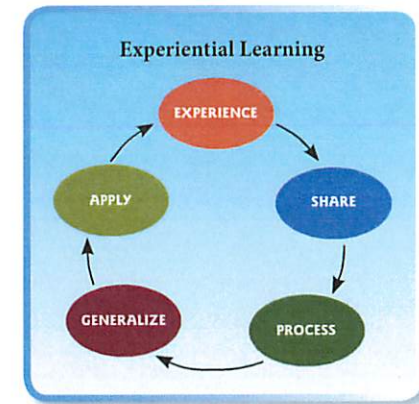 Experiential Learning
EXPERIENCE
SHARE
PROCESS
GENERALIZE
APPLY